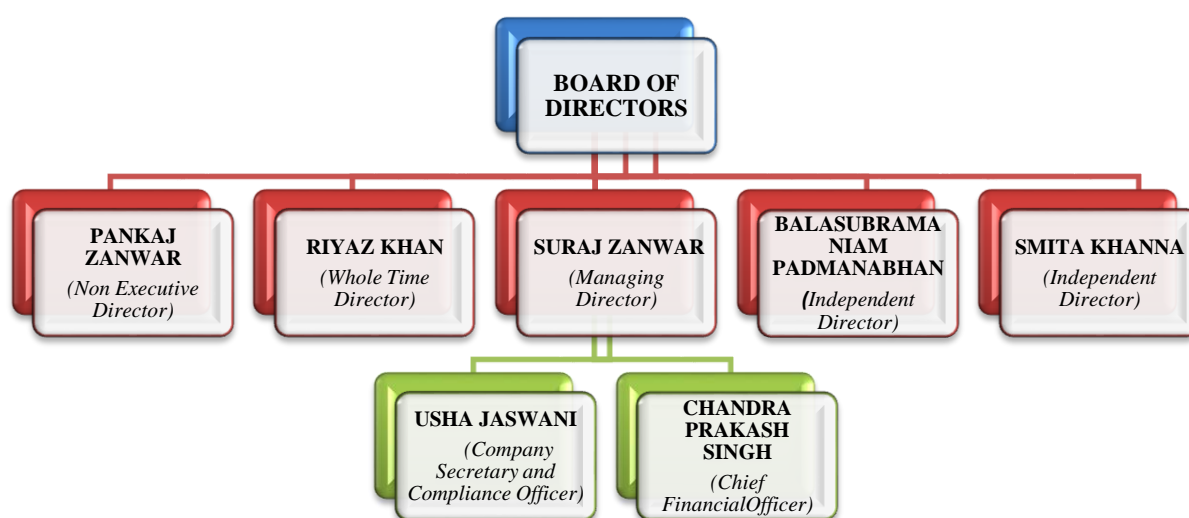 BOARD OF
DIRECTORS
PANKAJ
ZANWAR
(Non Executive
Director)
RIYAZ KHAN
(Whole Time
Director)
SURAJ ZANWAR
(Managing
Director)
BALASUBRAMA
NIAM
PADMANABHAN
(Independent
Director)
SMITA KHANNA
(Independent
Director)
USHA JASWANI
(Company
Secretary and
Compliance Officer)
CHANDRA
PRAKASH
SINGH
(Chief
FinancialOfficer)